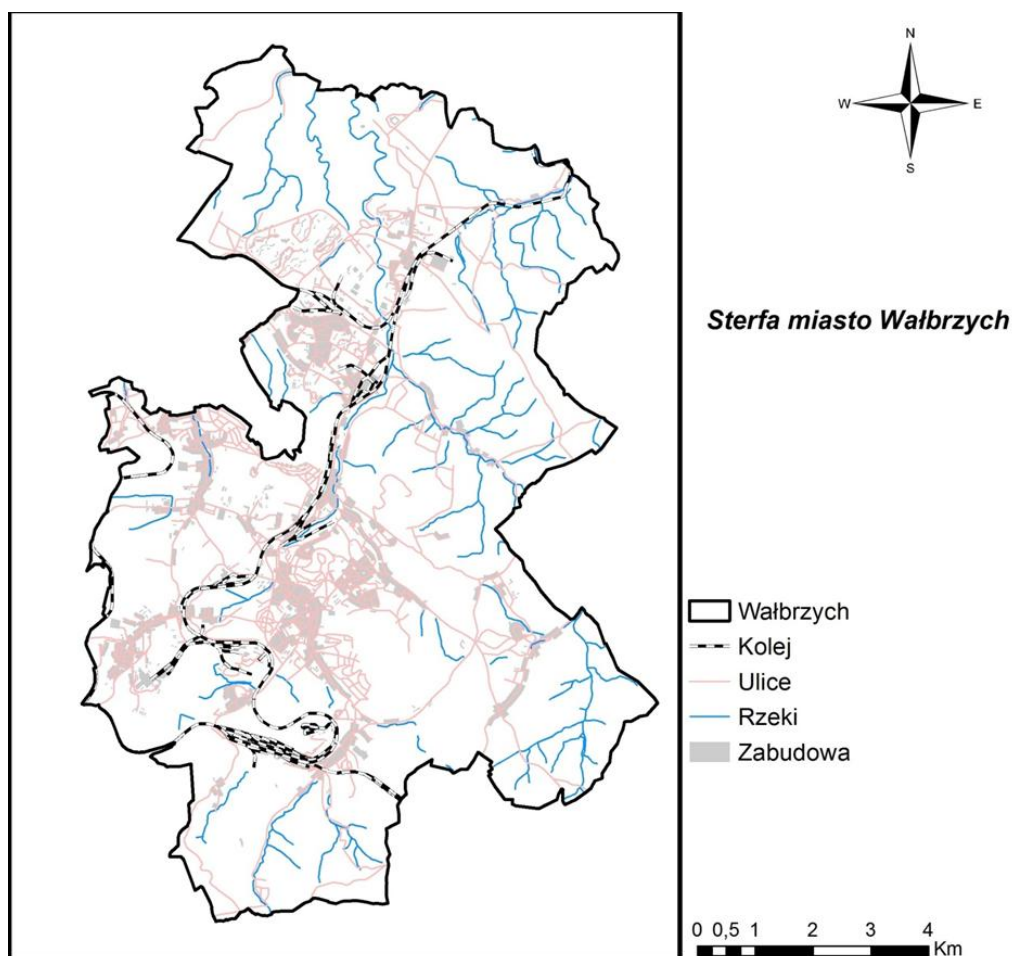 N
W E
S
Sterfa miasto Wałbrzych
Wałbrzych
Kolej
Ulice
Rzeki
Zabudowa
0 0,5 1 2 3 4
Km